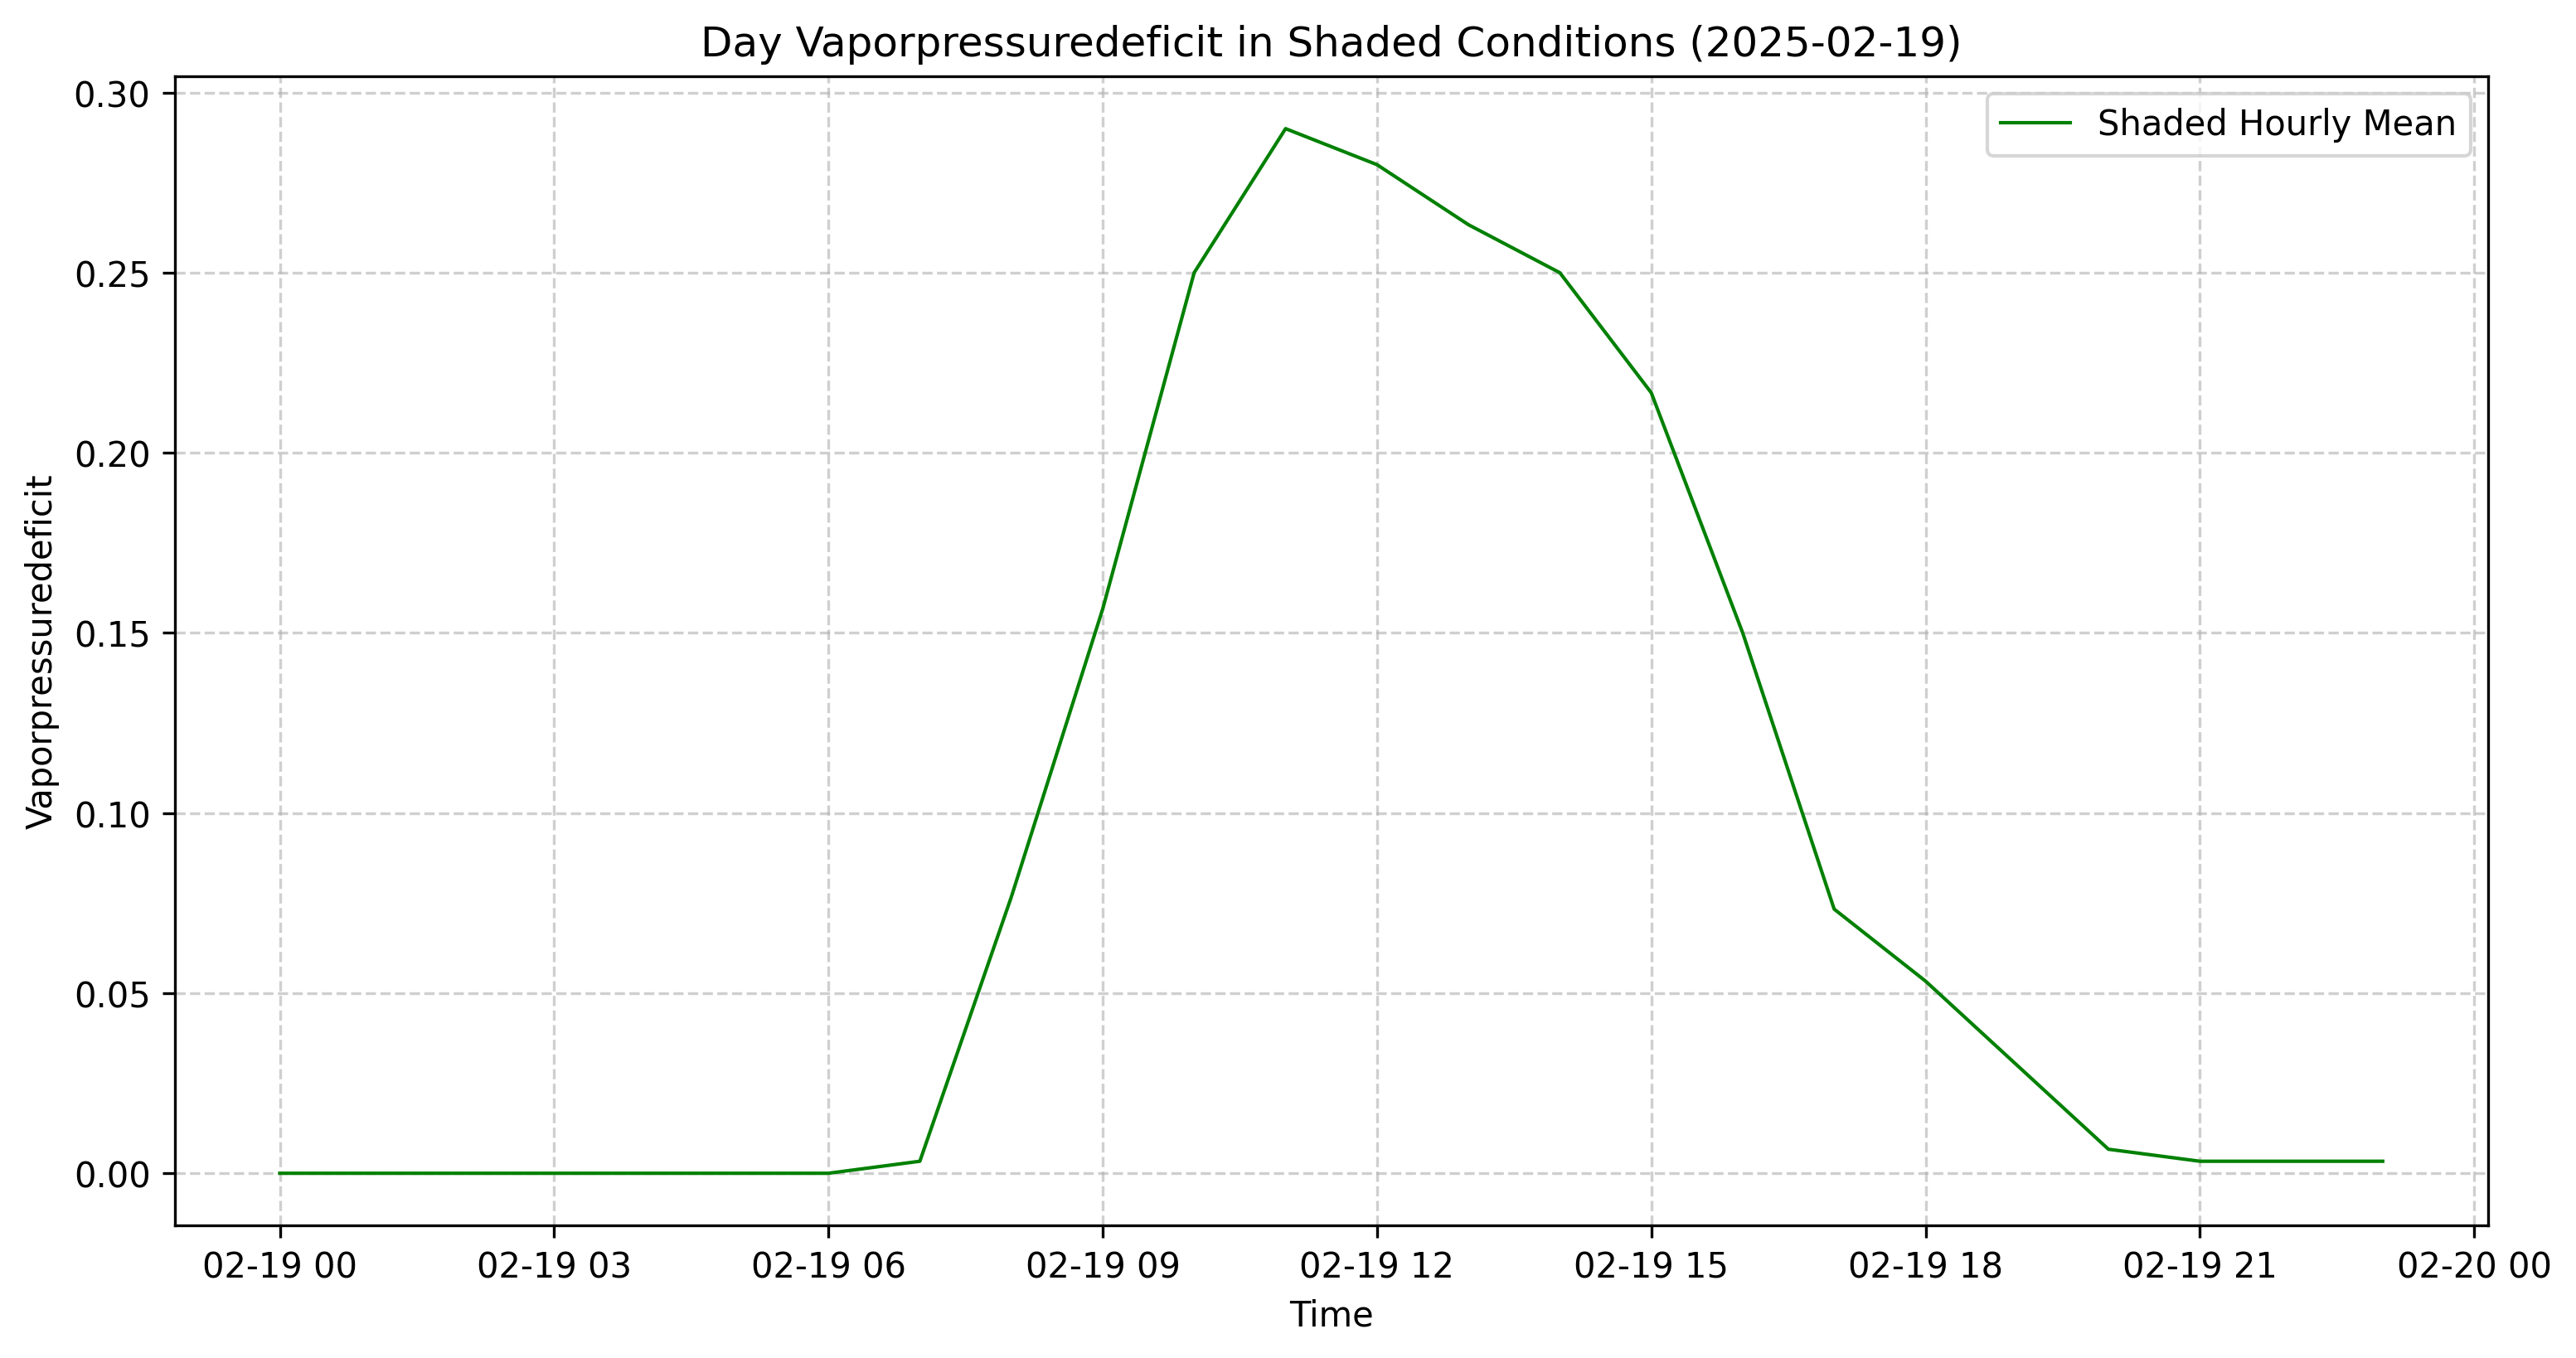 Day Vaporpressuredeficit in Shaded Conditions (2025-02-19)
Shaded Hourly Mean
Vaporpressuredeficit
0.30
0.25
0.20
0.15
0.10
0.05
0.00
02-19 00 02-19 03 02-19 06 02-19 09 02-19 12 02-19 15 02-19 18 02-19 21 02-20 00
Time